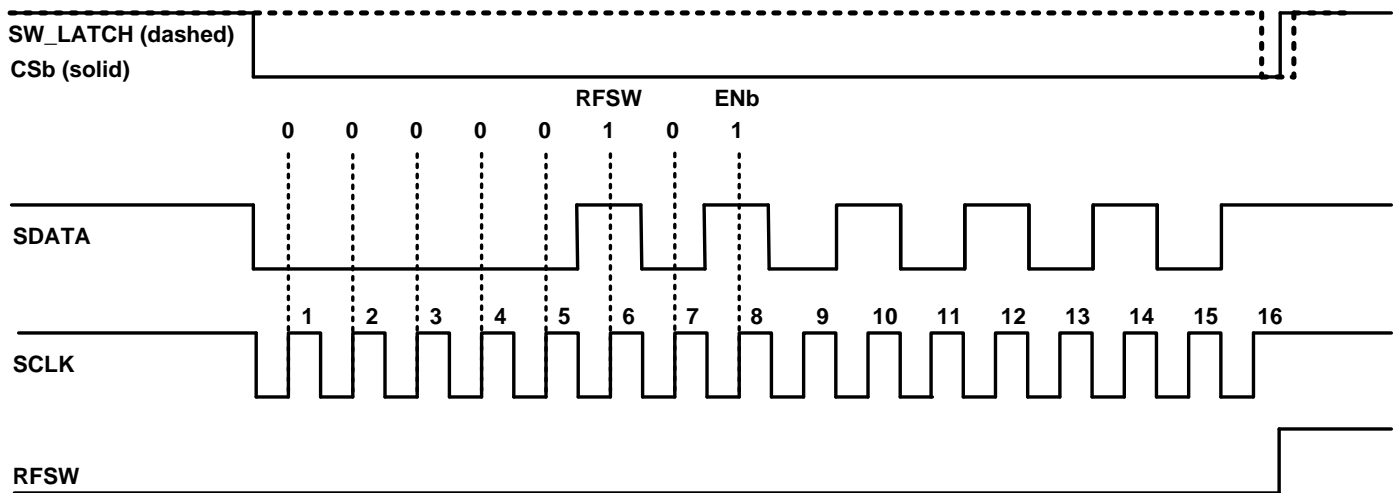 SW_LATCH (dashed)
CSb (solid)
RFSW ENb
0 0 0 0 0 1 0 1
SDATA
1 2 3 4 5 6 7 8 9 10 11 12 13 14 15 16
SCLK
RFSW